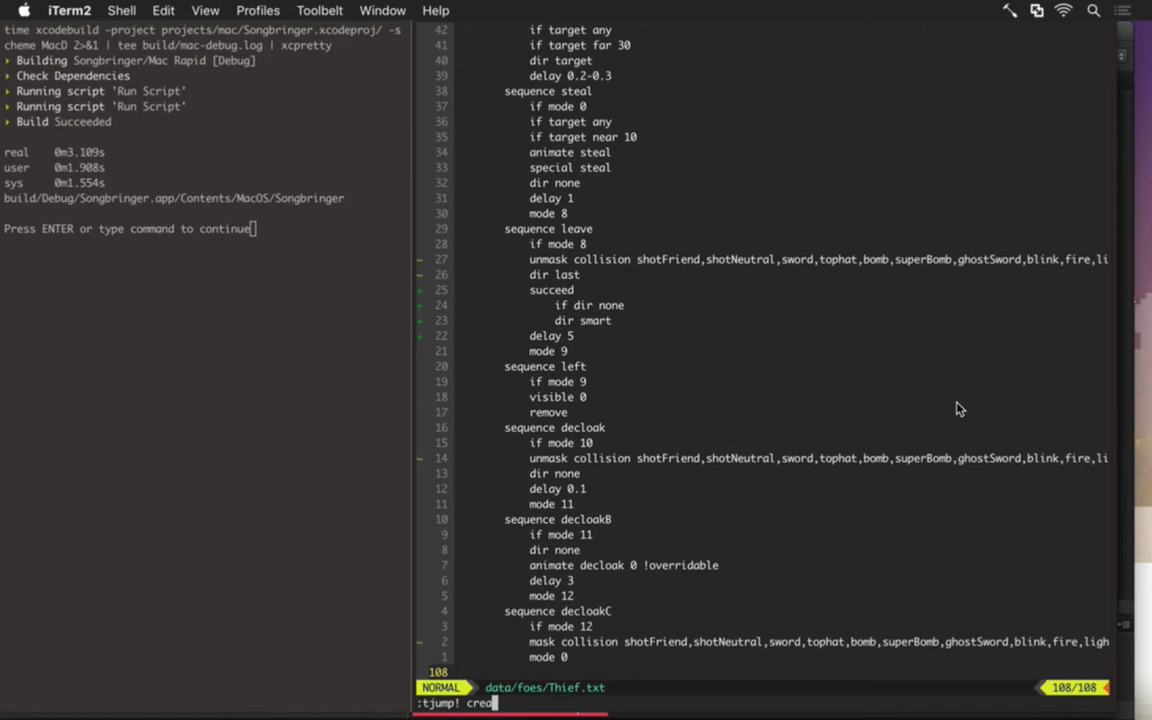 iTerm2 Shell Edit View Profiles Toolbelt Window Help
time xcodebuild -project projects/mac/Songbringer.xcodeproj/ -s
cheme MacD 2>&1 | tee build/mac-debug.log | xcpretty
Building Songbringer/Mac Rapid [Debug]
Check Dependencies
Running script 'Run Script'
Running script 'Run Script'
Build Succeeded
real 0m3.109s
user 0m1.908s
sys 0m1.554s
build/Debug/Songbringer.app/Contents/MacOS/Songbringer
Press ENTER or type command to continue
42 if target any
41 if target far 30
40 dir target
39 delay 0.2-0.3
38 sequence steal
37 if mode 0
36 if target any
35 if target near 10
34 animate steal
33 special steal
32 dir none
31 delay 1
30 mode 8
29 sequence leave
28 if mode 8
~ 27 unmask collision shotFriend,shotNeutral,sword,tophat,bomb,superBomb,ghostSword,blink,fire,li
~ 26 dir last
+ 25 succeed
+ 24 if dir none
+ 23 dir smart
+ 22 delay 5
21 mode 9
20 sequence left
19 if mode 9
18 visible 0
17 remove
16 sequence decloak
15 if mode 10
~ 14 unmask collision shotFriend,shotNeutral,sword,tophat,bomb,superBomb,ghostSword,blink,fire,li
13 dir none
12 delay 0.1
11 mode 11
10 sequence decloakB
9 if mode 11
8 dir none
7 animate decloak 0 !overridable
6 delay 3
5 mode 12
4 sequence decloakC
3 if mode 12
~ 2 mask collision shotFriend,shotNeutral,sword,tophat,bomb,superBomb,ghostSword,blink,fire,ligh
1 mode 0
108
NORMAL data/foes/Thief.txt 108/108
:tjump! crea